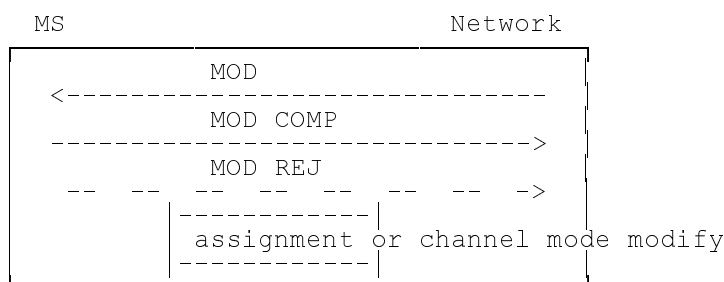 MS Network
MOD
MOD COMP
MOD REJ
assignment or channel mode modify